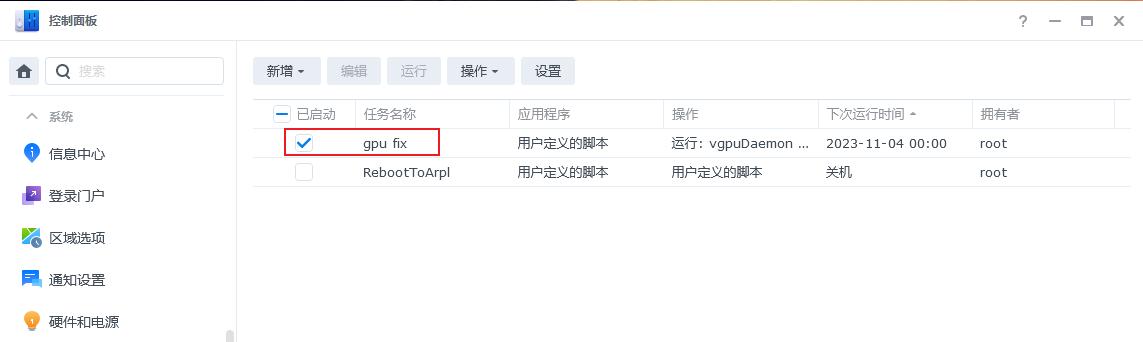 控制面板
搜索
新增 编辑 运行 操作 设置
系统
已启动 任务名称 应用程序 操作 下次运行时间 拥有者
信息中心
gpu fix 用户定义的脚本 运行: vgpuDaemon ... 2023-11-04 00:00 root
RebootToArpl 用户定义的脚本 用户定义的脚本 关机 root
登录门户
区域选项
通知设置
硬件和电源